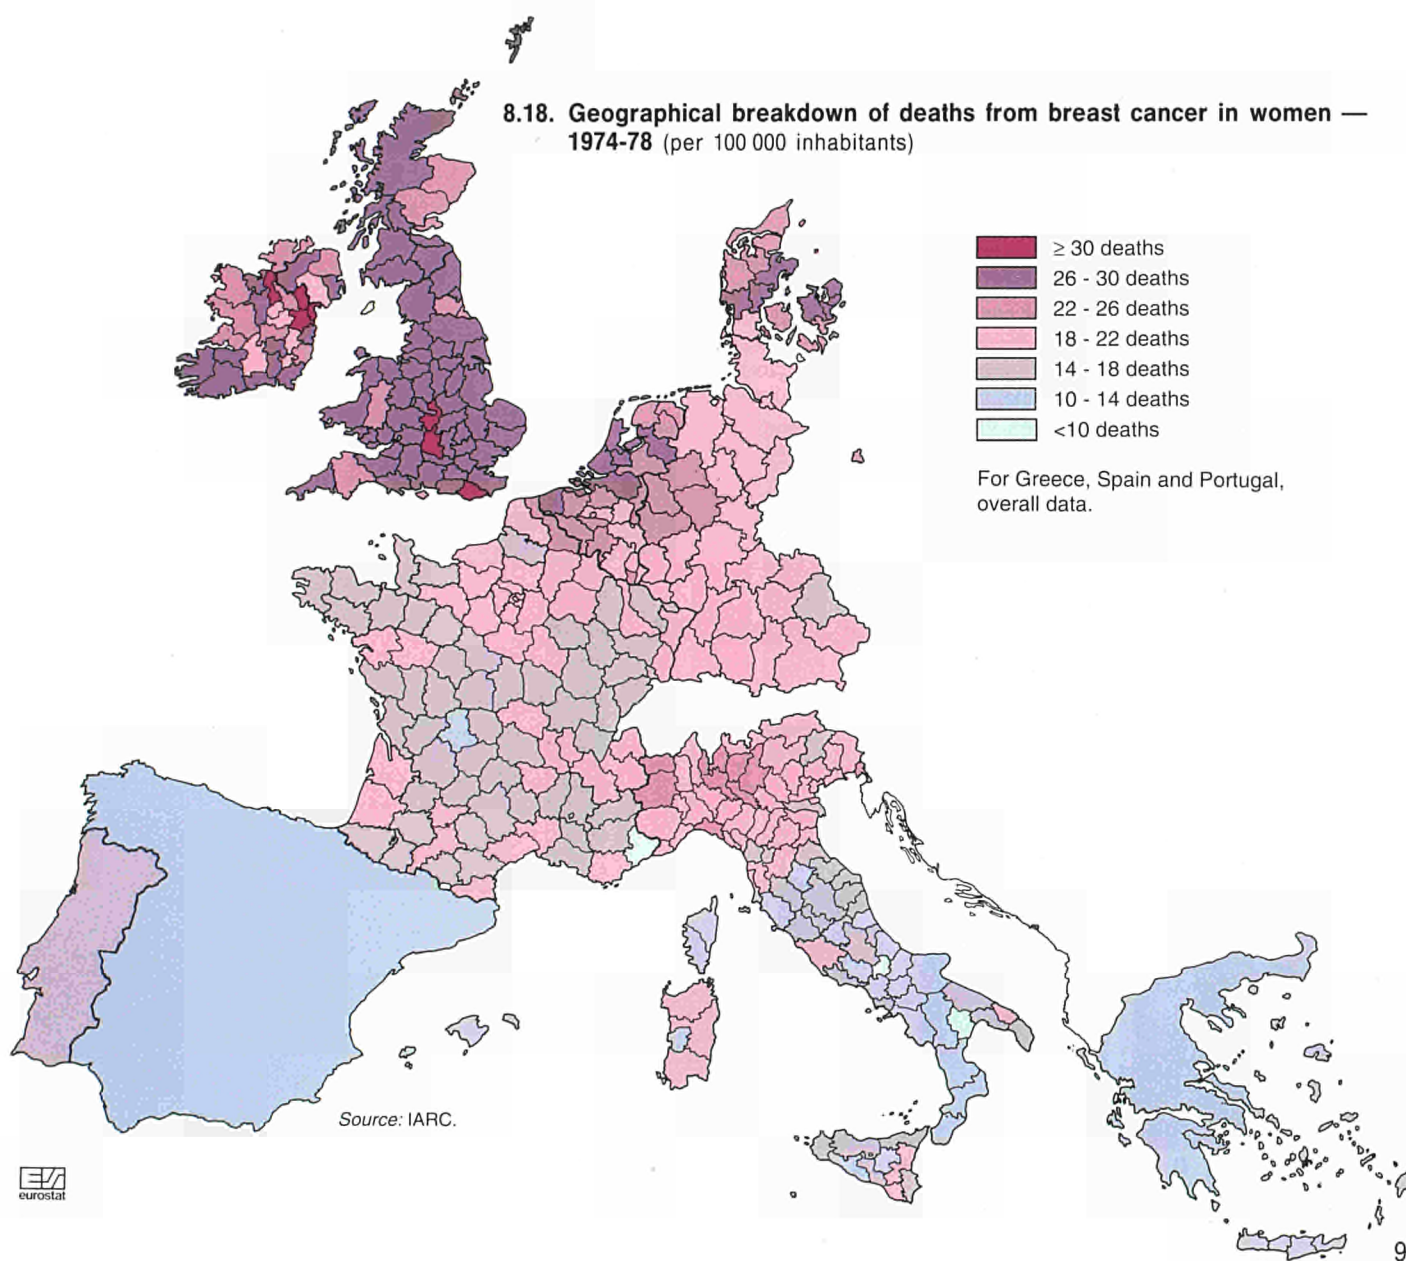 8.18. Geographical breakdown of deaths from breast cancer in women —
1974-78 (per 100 000 inhabitants)
≥ 30 deaths
26 - 30 deaths
22 - 26 deaths
18 - 22 deaths
14 - 18 deaths
10 - 14 deaths
<10 deaths
For Greece, Spain and Portugal,
overall data.
Source: IARC.
eurostat
9